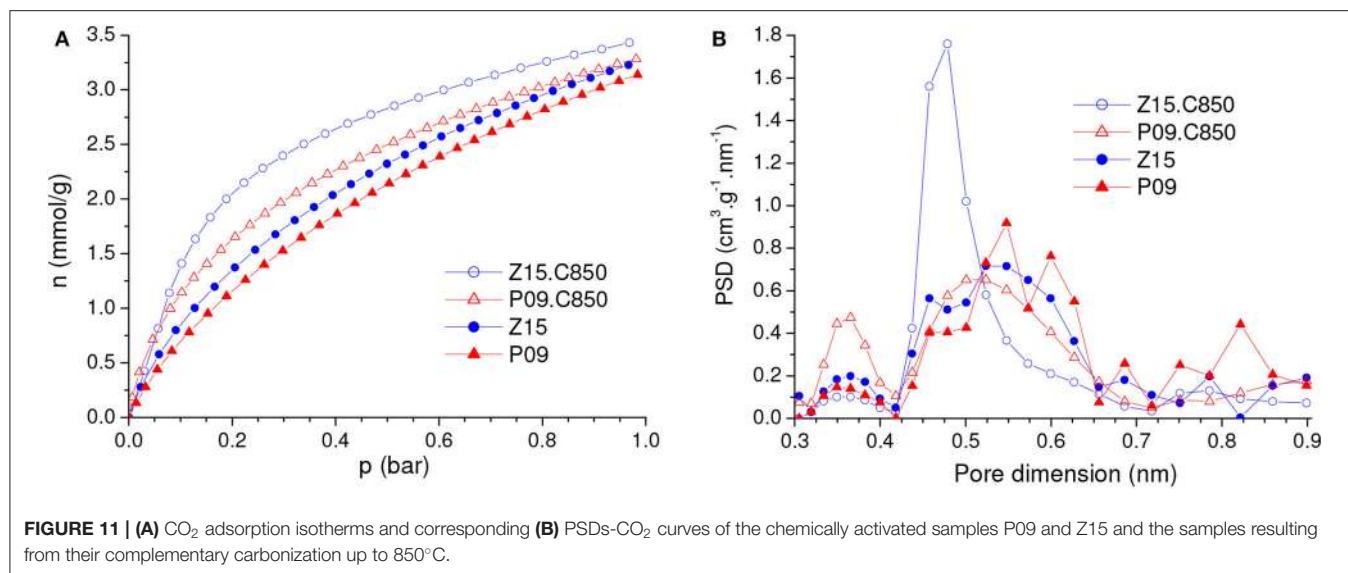 A
3.5
3.0
2.5
2.0
1.5
1.0
0.5
0.0
n (mmol/g)
Z15.C850
P09.C850
Z15
P09
0.0 0.2 0.4 0.6 0.8 1.0
p (bar)
B
1.8
1.6
1.4
1.2
1.0
0.8
0.6
0.4
0.2
0.0
PSD (cm³.g⁻¹.nm⁻¹)
Z15.C850
P09.C850
Z15
P09
0.3 0.4 0.5 0.6 0.7 0.8 0.9
Pore dimension (nm)
FIGURE 11 | (A) CO₂ adsorption isotherms and corresponding (B) PSDs-CO₂ curves of the chemically activated samples P09 and Z15 and the samples resulting
from their complementary carbonization up to 850°C.